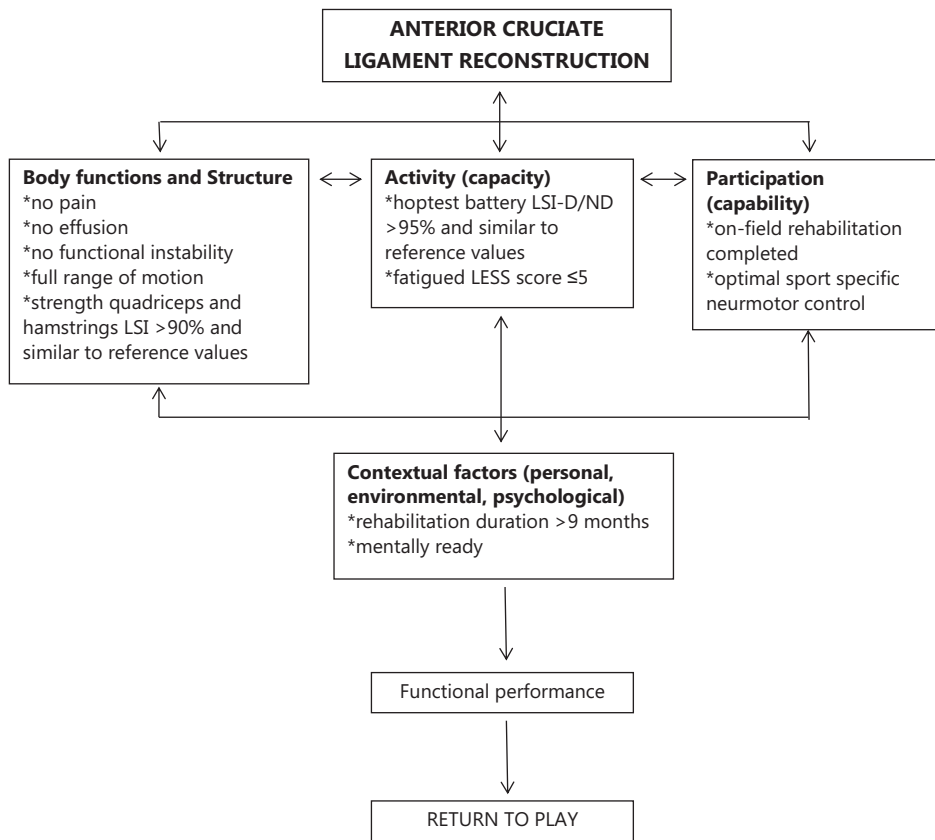 ANTERIOR CRUCIATE
LIGAMENT RECONSTRUCTION
Body functions and Structure
*no pain
*no effusion
*no functional instability
*full range of motion
*strength quadriceps and
hamstrings LSI >90% and
similar to reference values
Activity (capacity)
*hoptest battery LSI-D/ND
>95% and similar to
reference values
*fatigued LESS score ≤5
Participation
(capability)
*on-field rehabilitation
completed
*optimal sport specific
neurmotor control
Contextual factors (personal,
environmental, psychological)
*rehabilitation duration >9 months
*mentally ready
Functional performance
RETURN TO PLAY